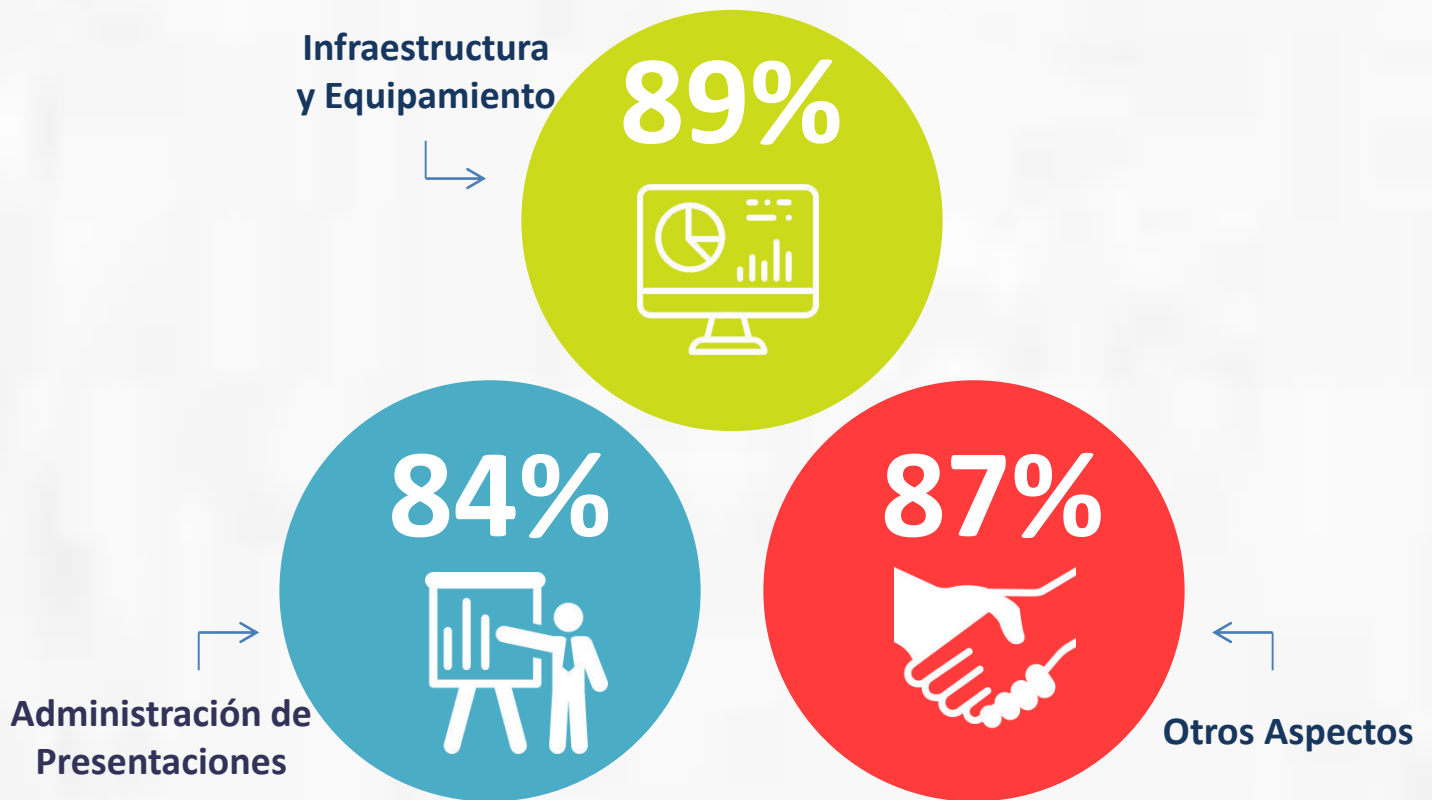 Infraestructura
y Equipamiento
89%
84%
87%
Administración de
Presentaciones
Otros Aspectos